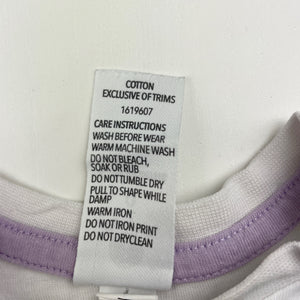 COTTON
EXCLUSIVE OF TRIMS
1619607
CARE INSTRUCTIONS
WASH BEFORE WEAR
WARM MACHINE WASH
DO NOT BLEACH,
SOAK OR RUB
DO NOT TUMBLE DRY
PULL TO SHAPE WHILE
DAMP
WARM IRON
DO NOT IRON PRINT
DO NOT DRYCLEAN